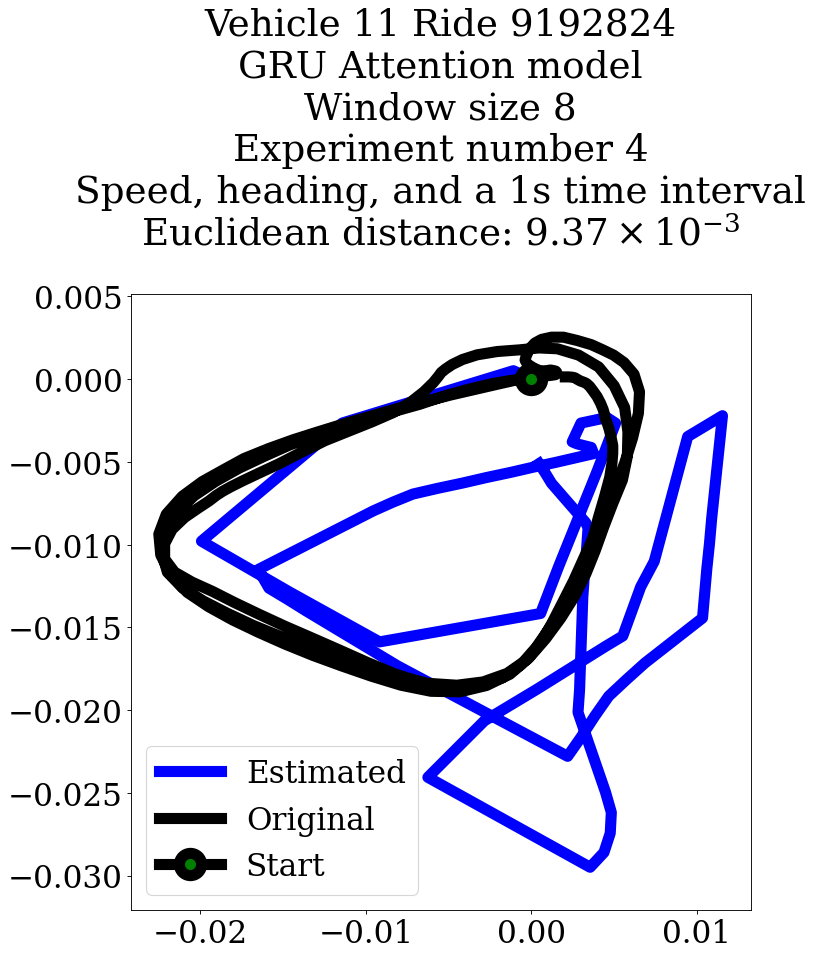 Vehicle 11 Ride 9192824
GRU Attention model
Window size 8
Experiment number 4
Speed, heading, and a 1s time interval
Euclidean distance: 9.37 × 10⁻³
0.005
0.000
−0.005
−0.010
−0.015
−0.020
−0.025
−0.030
Estimated
Original
Start
−0.02
−0.01
0.00
0.01